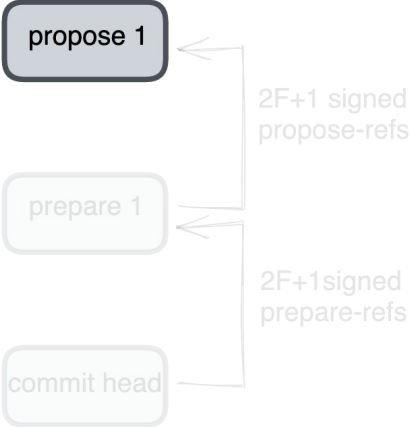 propose 1
2F+1 signed
propose-refs
prepare 1
2F+1signed
prepare-refs
commit head